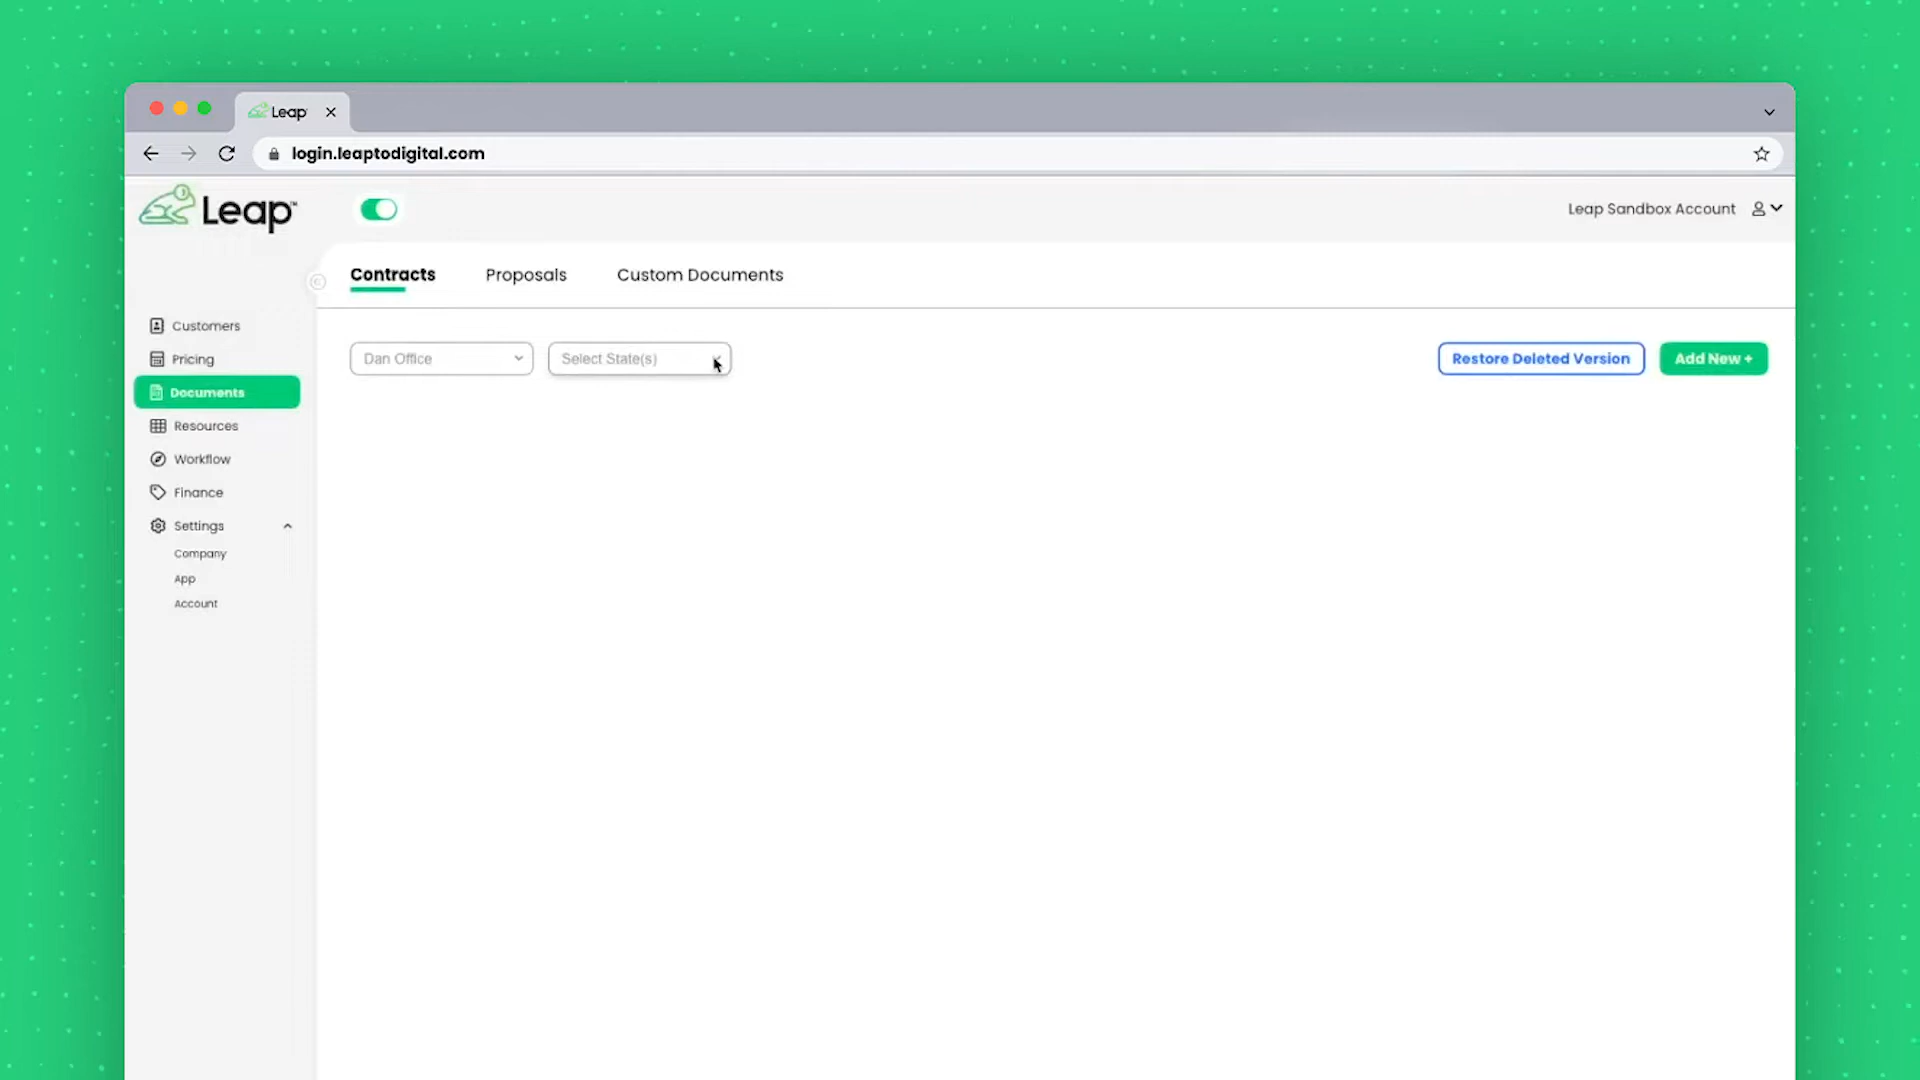 Leap
login.leaptodigital.com
Leap™
Leap Sandbox Account
Contracts
Proposals
Custom Documents
Customers
Pricing
Documents
Resources
Workflow
Finance
Settings
Company
App
Account
Dan Office
Select State(s)
Restore Deleted Version
Add New +